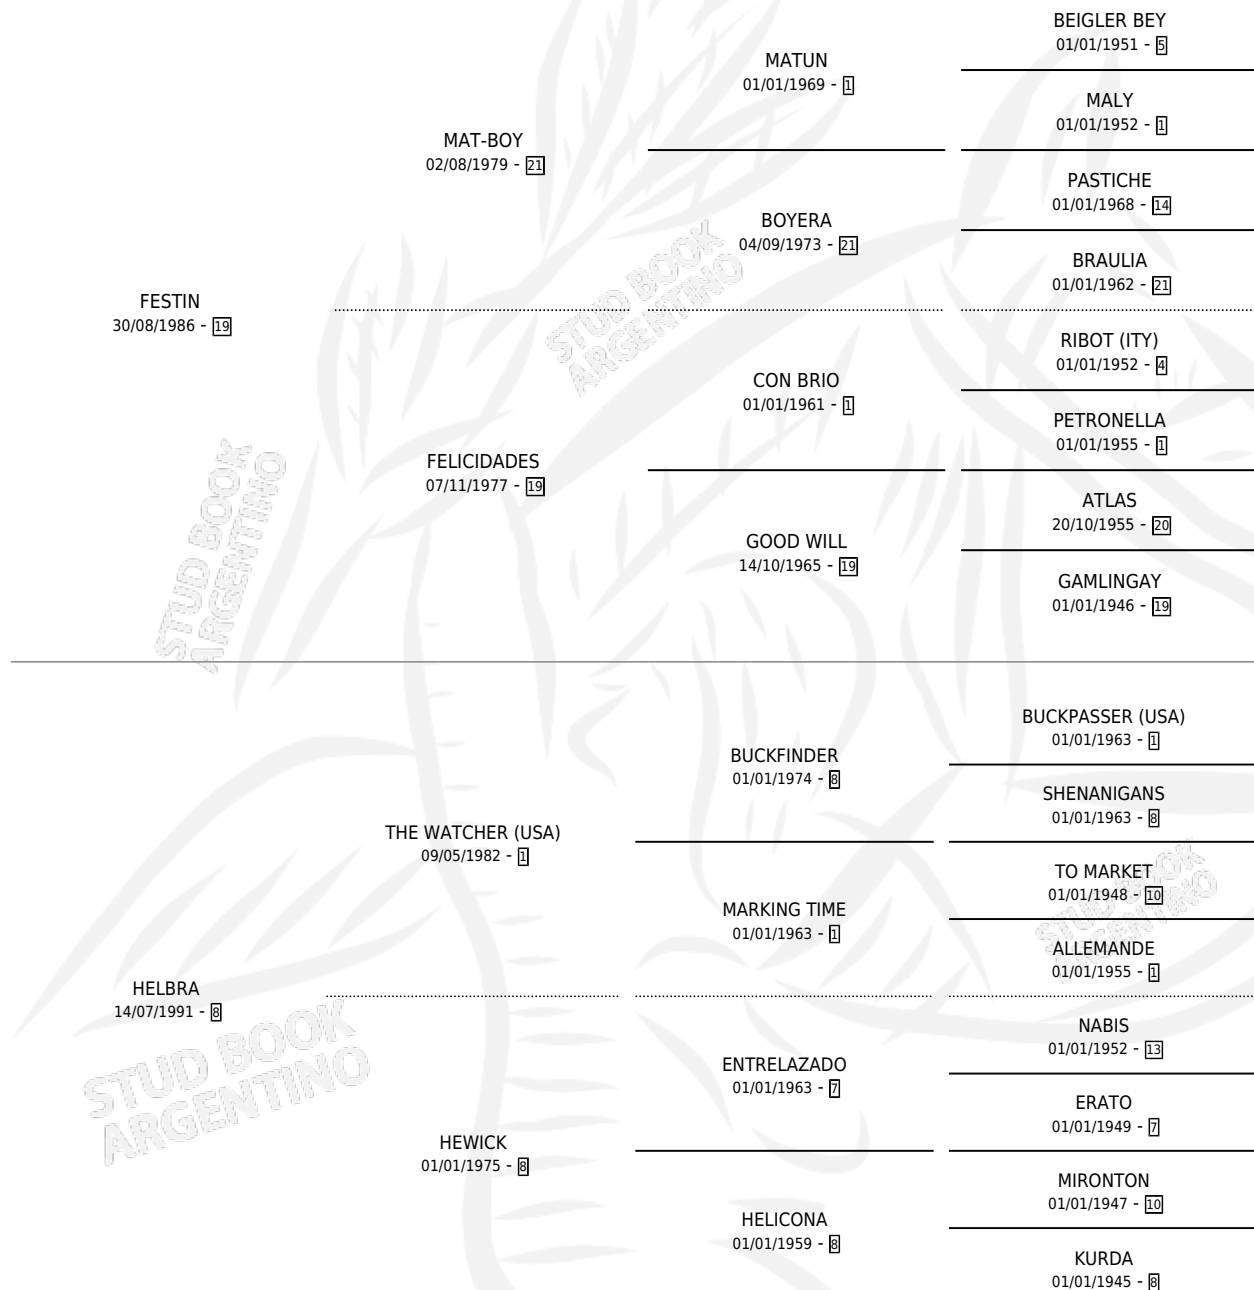 BEIGLER BEY
01/01/1951 - 5
MATUN
01/01/1969 - 1
MALY
01/01/1952 - 1
MAT-BOY
02/08/1979 - 21
PASTICHE
01/01/1968 - 14
BOYERA
04/09/1973 - 21
BRAULIA
01/01/1962 - 21
STUD BOOK
ARGENTINO
FESTIN
30/08/1986 - 19
RIBOT (ITY)
01/01/1952 - 4
CON BRIO
01/01/1961 - 1
PETRONELLA
01/01/1955 - 1
FELICIDADES
07/11/1977 - 19
ATLAS
20/10/1955 - 20
GOOD WILL
14/10/1965 - 19
GAMLINGAY
01/01/1946 - 19
STUD BOOK
ARGENTINO
BUCKPASSER (USA)
01/01/1963 - 1
BUCKFINDER
01/01/1974 - 8
SHENANIGANS
01/01/1963 - 8
THE WATCHER (USA)
09/05/1982 - 1
TO MARKET
01/01/1948 - 10
MARKING TIME
01/01/1963 - 1
STUD BOOK
ARGENTINO
ALLEMANDE
01/01/1955 - 1
HELBRA
14/07/1991 - 8
NABIS
01/01/1952 - 13
ENTRELAZADO
01/01/1963 - 7
ERATO
01/01/1949 - 7
STUD BOOK
ARGENTINO
HEWICK
01/01/1975 - 8
MIRONTON
01/01/1947 - 10
HELICONA
01/01/1959 - 8
KURDA
01/01/1945 - 8